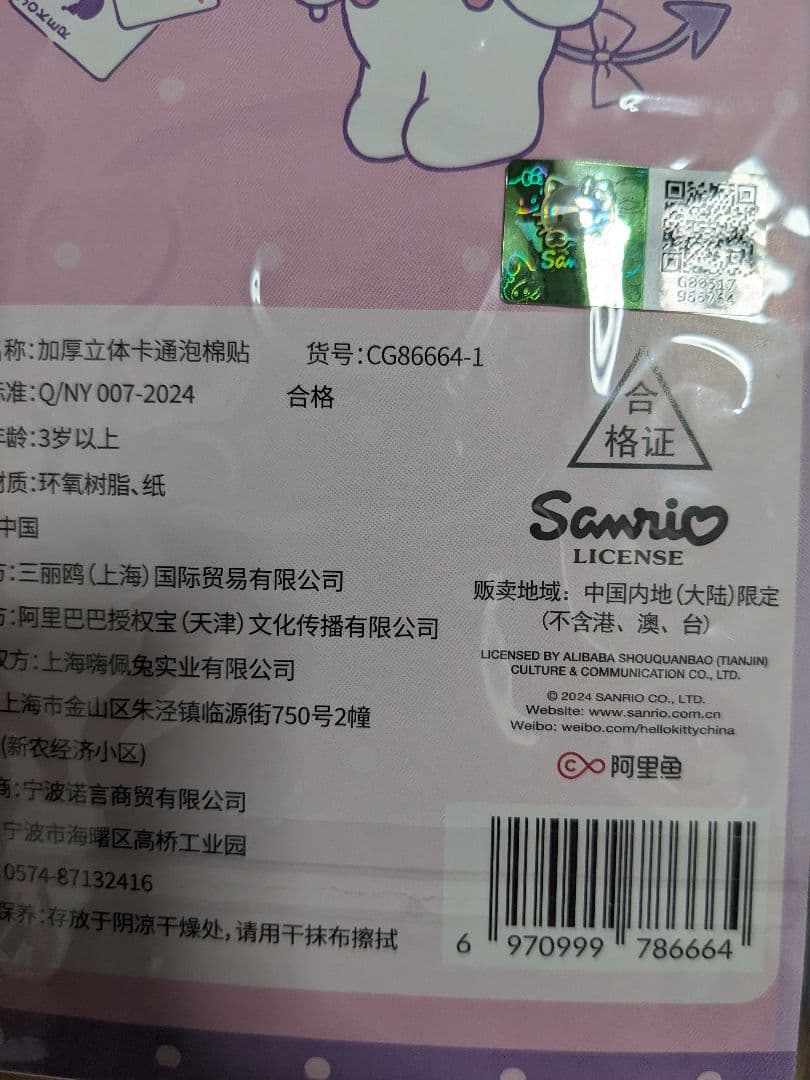 JOKER
Sanrio
G00517
966764
称:加厚立体卡通泡棉贴
货号:CG86664-1
准:Q/NY 007-2024
合格
龄:3岁以上
质:环氧树脂、纸
中国
方:三丽鸥(上海)国际贸易有限公司
方:阿里巴巴授权宝(天津)文化传播有限公司
权方:上海嗨佩兔实业有限公司
上海市金山区朱泾镇临源街750号2幢
(新农经济小区)
商:宁波诺言商贸有限公司
宁波市海曙区高桥工业园
0574-87132416
保养:存放于阴凉干燥处,请用干抹布擦拭
合
格证
Sanrio
LICENSE
贩卖地域:中国内地(大陆)限定
(不含港、澳、台)
LICENSED BY ALIBABA SHOUQUANBAO (TIANJIN)
CULTURE & COMMUNICATION CO., LTD.
© 2024 SANRIO CO., LTD.
Website: www.sanrio.com.cn
Weibo: weibo.com/hellokittychina
阿里鱼
6 970999 786664